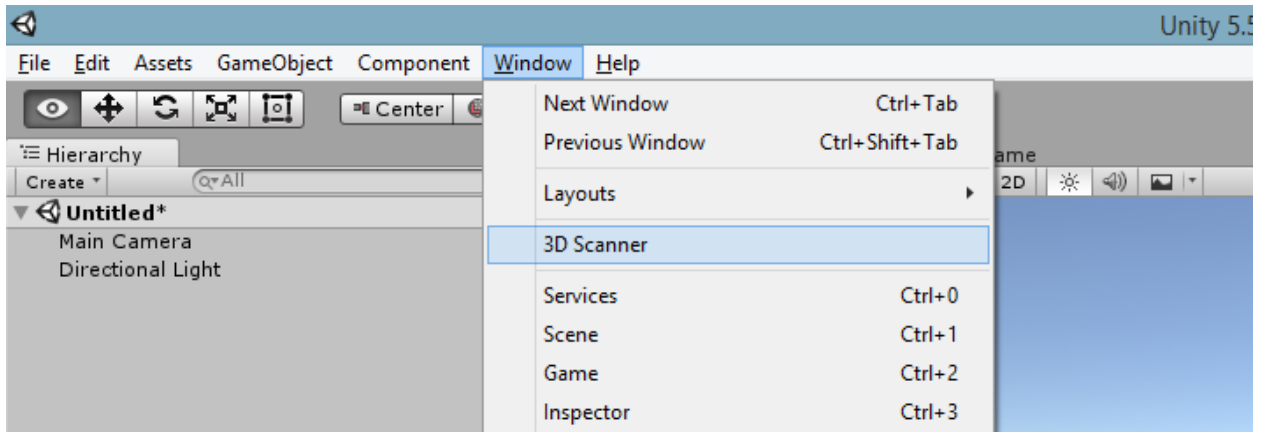 Unity 5.5
File Edit Assets GameObject Component Window Help
Center
Next Window Ctrl+Tab
Previous Window Ctrl+Shift+Tab
Hierarchy
ame
Create All
2D
Layouts
Untitled*
Main Camera
3D Scanner
Directional Light
Services Ctrl+0
Scene Ctrl+1
Game Ctrl+2
Inspector Ctrl+3